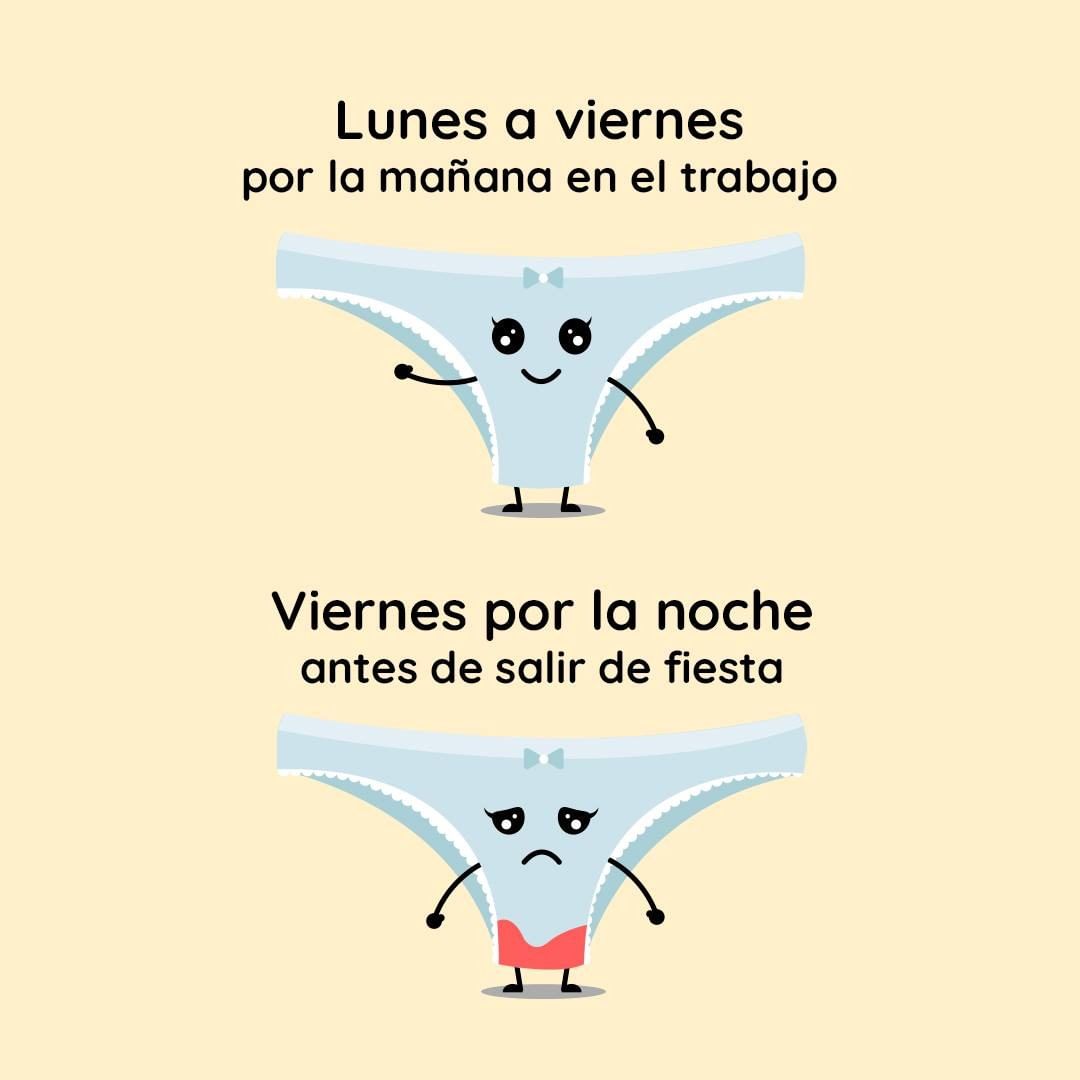 Lunes a viernes
por la mañana en el trabajo
Viernes por la noche
antes de salir de fiesta